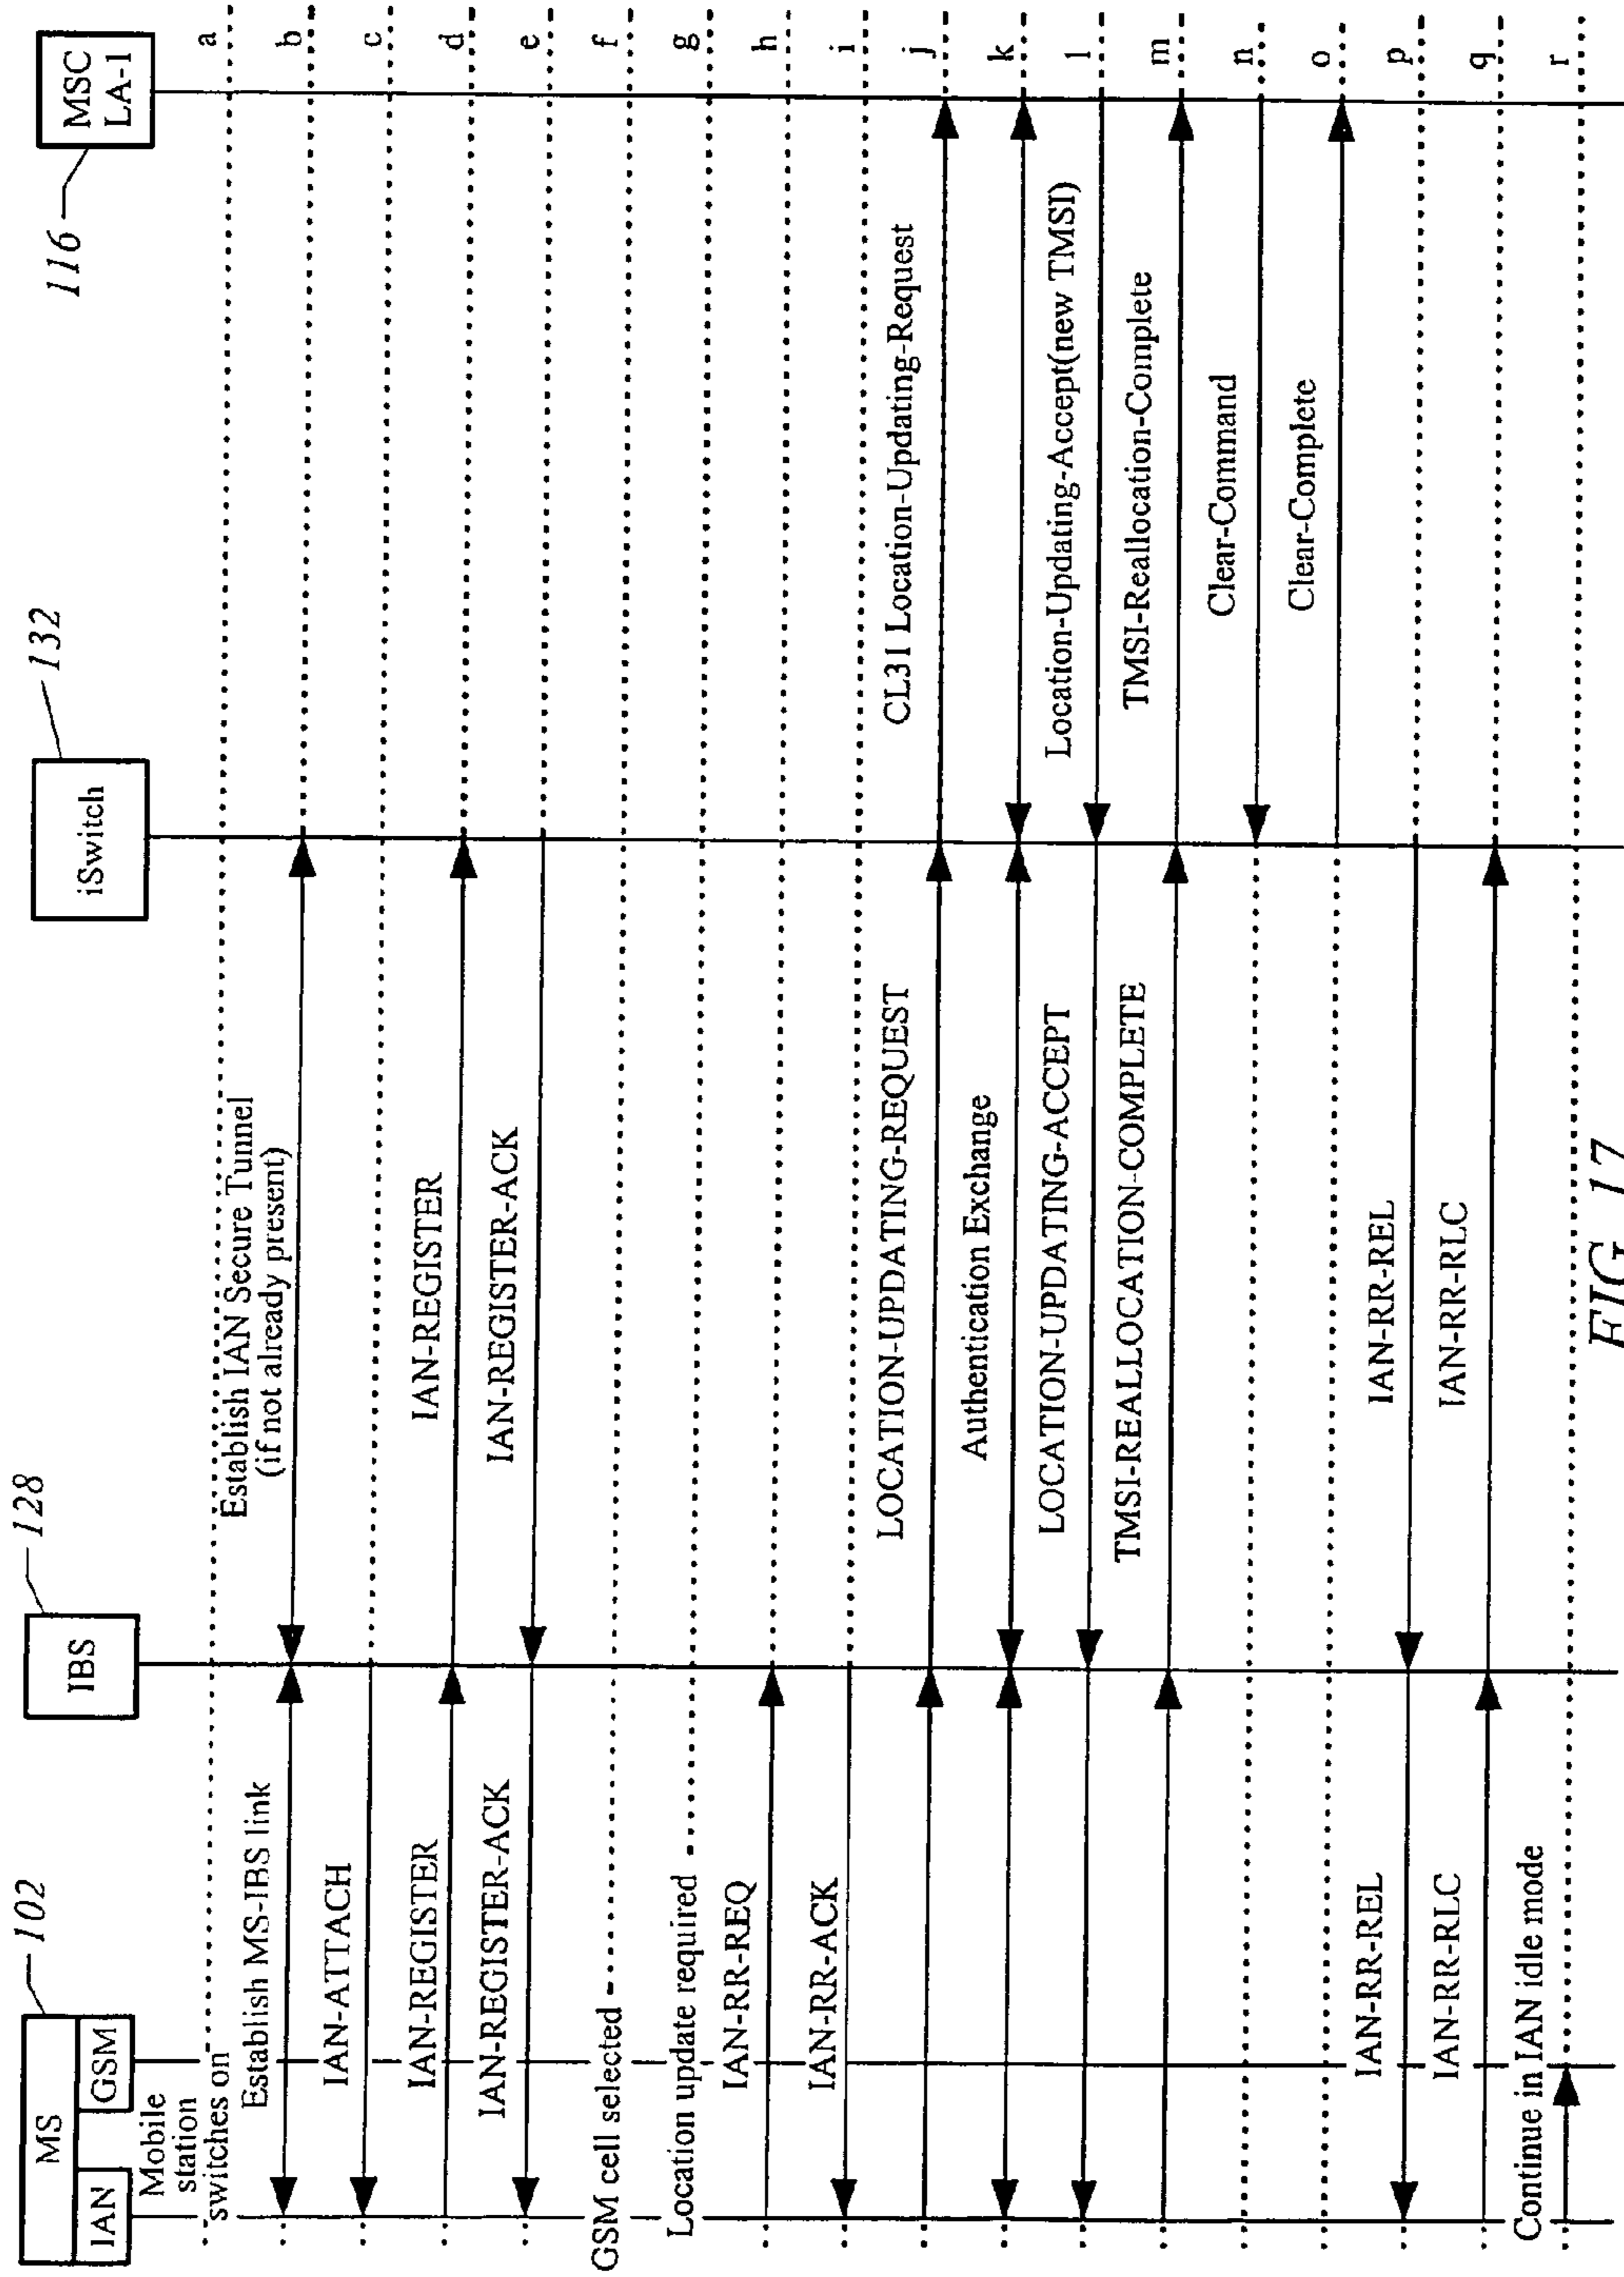 102
128
132
116
MS
IAN
GSM
IBS
iSwitch
MSC
LA-1
Mobile
station
switches on
a
Establish MS-IBS link
Establish IAN Secure Tunnel
(if not already present)
b
IAN-ATTACH
c
IAN-REGISTER
IAN-REGISTER
d
IAN-REGISTER-ACK
IAN-REGISTER-ACK
e
GSM cell selected
f
Location update required
g
IAN-RR-REQ
h
IAN-RR-ACK
i
LOCATION-UPDATING-REQUEST
CL3I Location-Updating-Request
j
Authentication Exchange
k
LOCATION-UPDATING-ACCEPT
Location-Updating-Accept(new TMSI)
l
TMSI-REALLOCATION-COMPLETE
TMSI-Reallocation-Complete
m
Clear-Command
n
Clear-Complete
o
IAN-RR-REL
IAN-RR-REL
p
IAN-RR-RLC
IAN-RR-RLC
q
Continue in IAN idle mode
r
FIG. 17